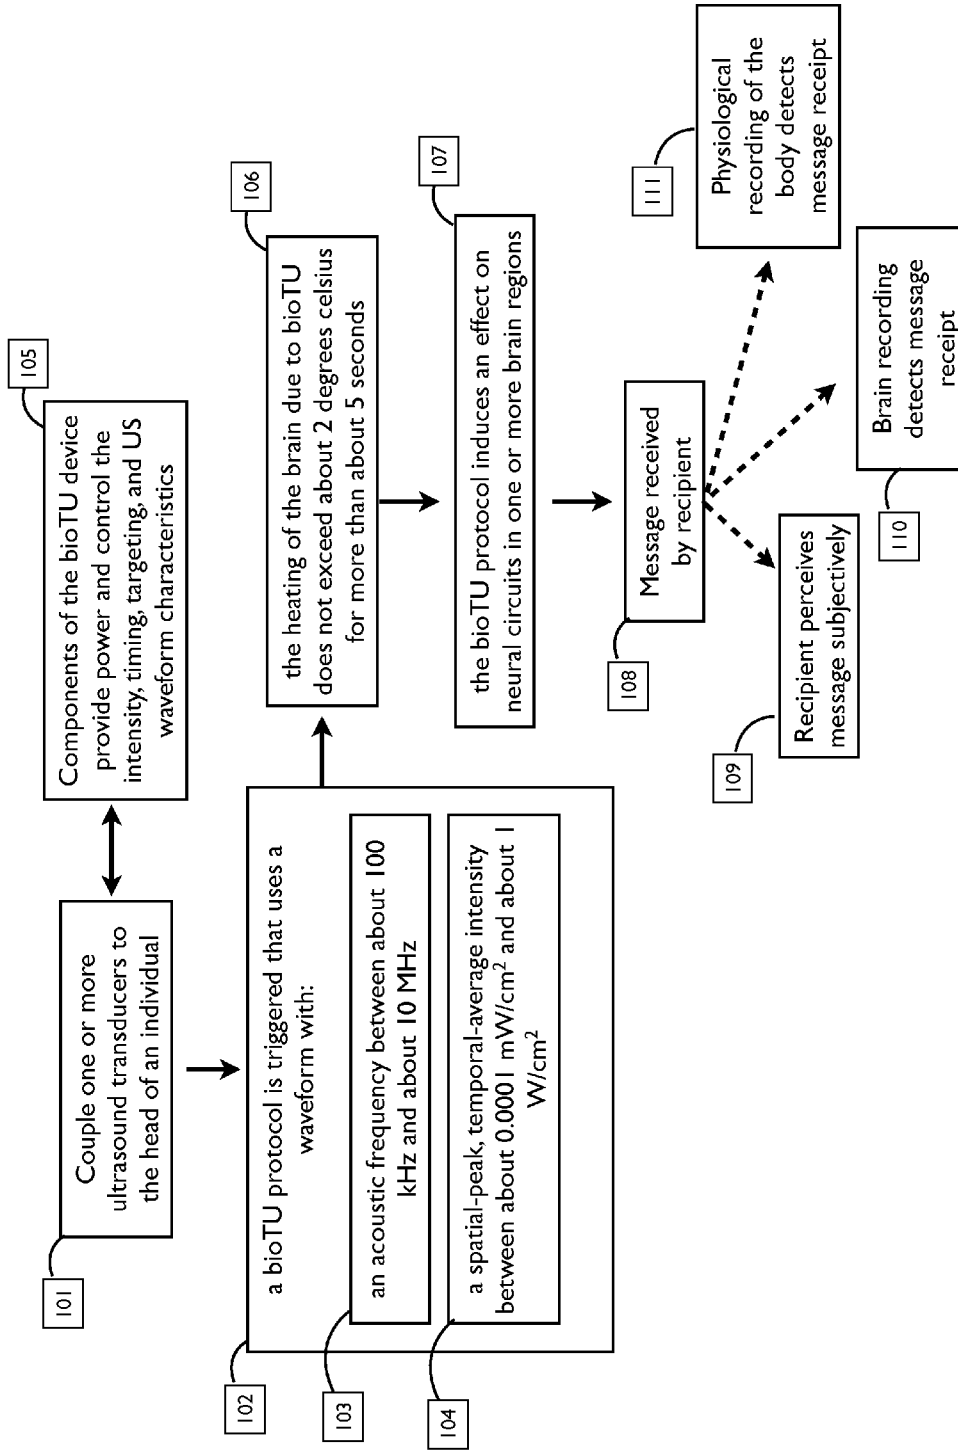 101
Couple one or more
ultrasound transducers to
the head of an individual
105
Components of the bioTU device
provide power and control the
intensity, timing, targeting, and US
waveform characteristics
102
a bioTU protocol is triggered that uses a
waveform with:
103
an acoustic frequency between about 100
kHz and about 10 MHz
104
a spatial-peak, temporal-average intensity
between about 0.0001 mW/cm² and about 1
W/cm²
106
the heating of the brain due to bioTU
does not exceed about 2 degrees celsius
for more than about 5 seconds
107
the bioTU protocol induces an effect on
neural circuits in one or more brain regions
108
Message received
by recipient
109
Recipient perceives
message subjectively
110
Brain recording
detects message
receipt
111
Physiological
recording of the
body detects
message receipt